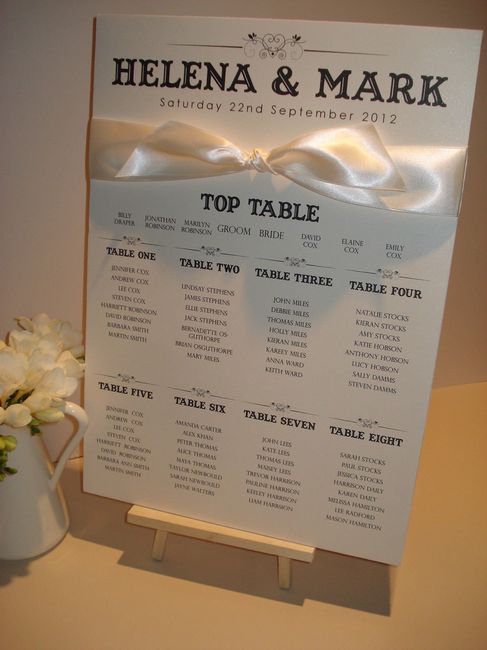 HELENA & MARK
Saturday 22nd September 2012
TOP TABLE
BILLY DRAPER
JONATHAN ROBINSON
MARILYN ROBINSON
GROOM
BRIDE
DAVID COX
ELAINE COX
EMILY COX
TABLE ONE
JENNIFER COX
ANDREW COX
LEE COX
STEVEN COX
HARRIETT ROBINSON
DAVID ROBINSON
BARBARA SMITH
MARTIN SMITH
TABLE TWO
LINDSAY STEPHENS
JAMES STEPHENS
ELLIE STEPHENS
JACK STEPHENS
BERNADETTE OS-
GUTHORPE
BRIAN OSGUTHORPE
MARY MILES
TABLE THREE
JOHN MILES
DEBBIE MILES
THOMAS MILES
HOLLY MILES
KIERAN MILES
KAREEY MILES
ANNA WARD
KEITH WARD
TABLE FOUR
NATALIE STOCKS
KIERAN STOCKS
AMY STOCKS
KATIE HOBSON
ANTHONY HOBSON
LUCY HOBSON
SALLY DAMMS
STEVEN DAMMS
TABLE FIVE
JENNIFER COX
ANDREW COX
LEE COX
STEVEN COX
HARRIETT ROBINSON
DAVID ROBINSON
BARBARA ANN SMITH
MARTIN SMITH
TABLE SIX
AMANDA CARTER
ALEX KHAN
PETER THOMAS
ALICE THOMAS
MAYA THOMAS
TAYLOR NEWBOULD
SARAH NEWBOULD
JAYNE WALTERS
TABLE SEVEN
JOHN LEES
KATE LEES
THOMAS LEES
MAISEY LEES
TREVOR HARRISON
PAULINE HARRISON
KEELEY HARRISON
LIAM HARRISON
TABLE EIGHT
SARAH STOCKS
PAUL STOCKS
JESSICA STOCKS
HARRISON DAILY
KAREN DAILY
MELISSA HAMILTON
LEE RADFORD
MASON HAMILTON